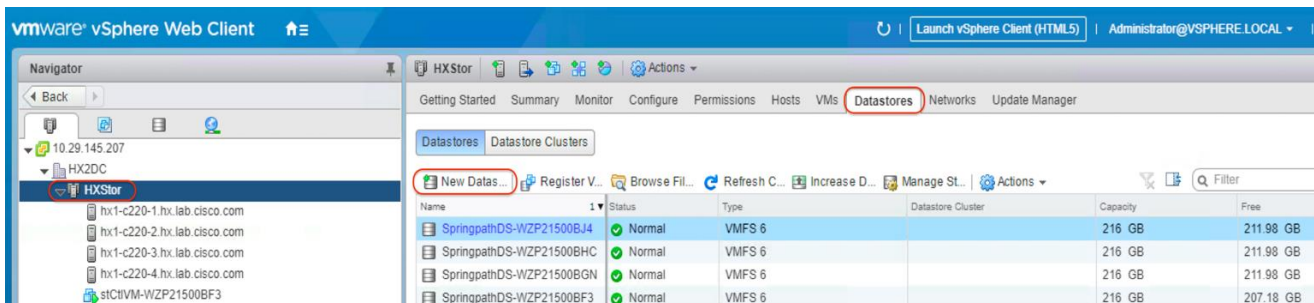 vmware® vSphere Web Client
Launch vSphere Client (HTML5)
Administrator@VSPHERE.LOCAL
Navigator
Back
10.29.145.207
HX2DC
HXStor
hx1-c220-1.hx.lab.cisco.com
hx1-c220-2.hx.lab.cisco.com
hx1-c220-3.hx.lab.cisco.com
hx1-c220-4.hx.lab.cisco.com
stCtlVM-WZP21500BF3
HXStor Actions
Getting Started Summary Monitor Configure Permissions Hosts VMs Datastores Networks Update Manager
Datastores Datastore Clusters
New Datas... Register V... Browse Fil... Refresh C... Increase D... Manage St... Actions Filter
Name 1 Status Type Datastore Cluster Capacity Free
SpringpathDS-WZP21500BJ4 Normal VMFS 6 216 GB 211.98 GB
SpringpathDS-WZP21500BHC Normal VMFS 6 216 GB 211.98 GB
SpringpathDS-WZP21500BGN Normal VMFS 6 216 GB 211.98 GB
SpringpathDS-WZP21500BF3 Normal VMFS 6 216 GB 207.18 GB